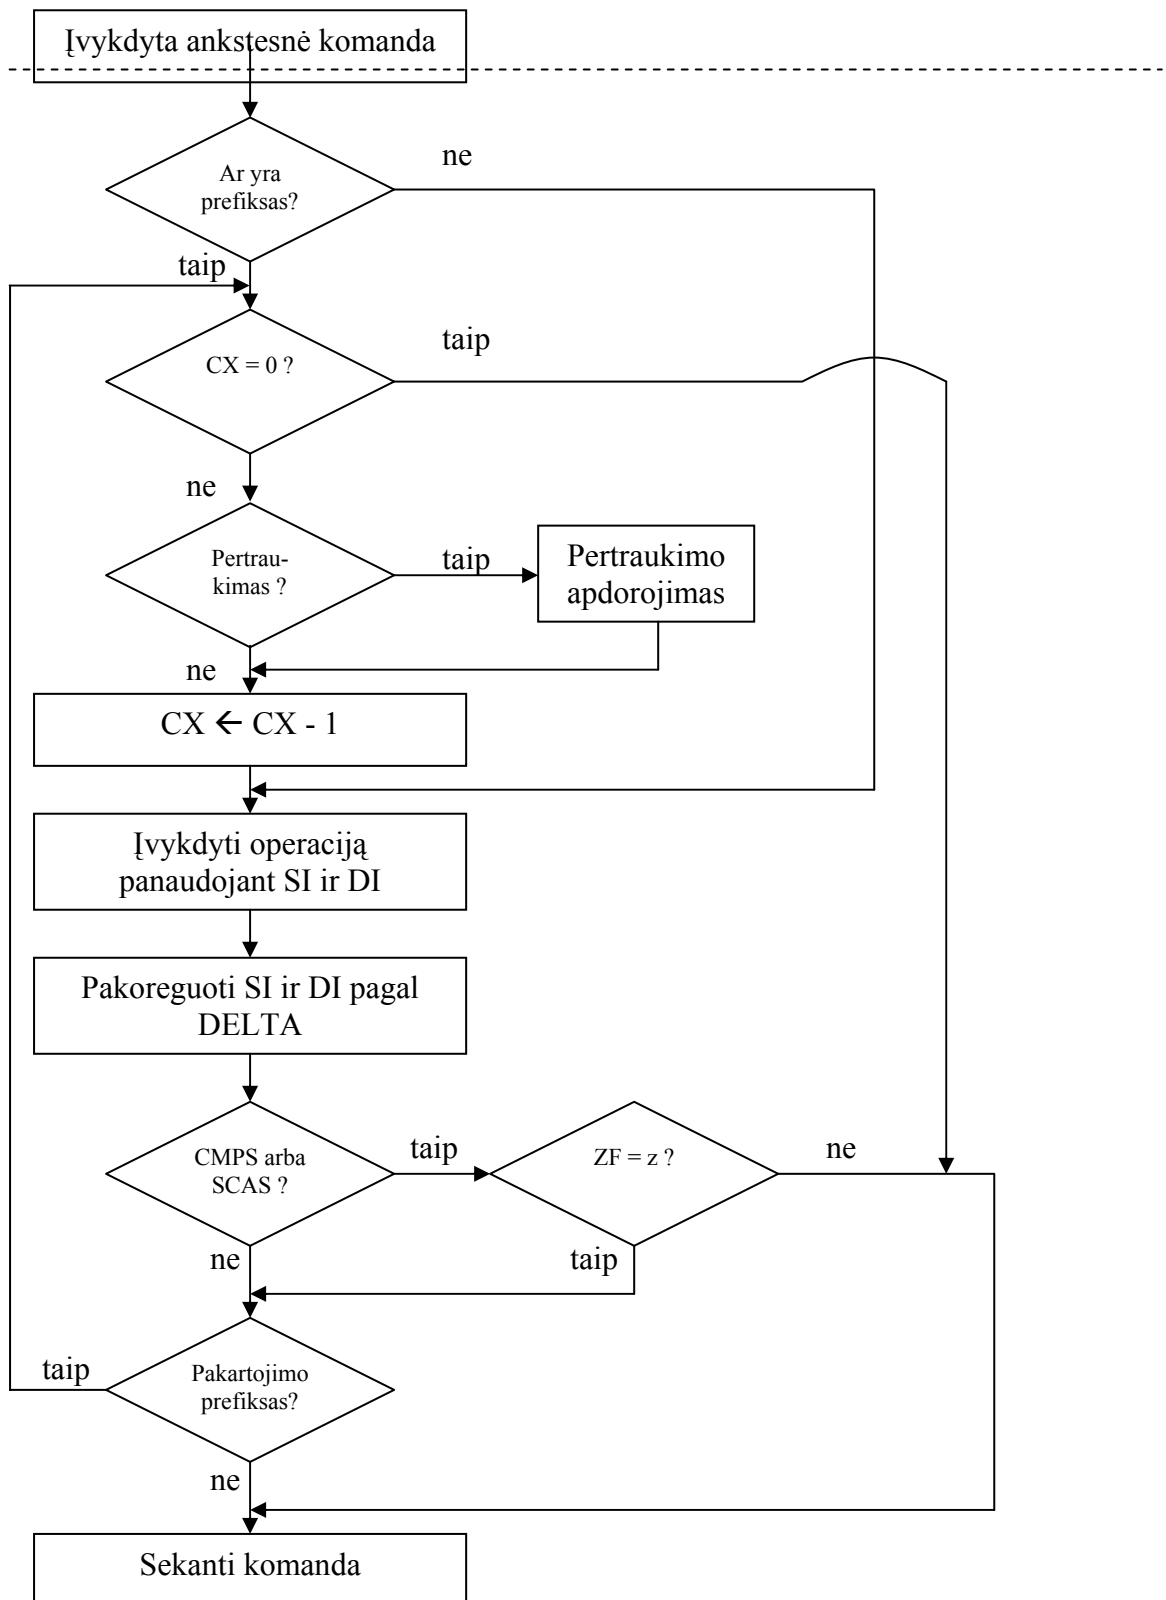 Įvykdyta ankstesnė komanda
ne
Ar yra
prefiksas?
taip
taip
CX = 0 ?
ne
Pertrau-
kimas ?
taip
Pertraukimo
apdorojimas
ne
CX ← CX - 1
Įvykdyti operaciją
panaudojant SI ir DI
Pakoreguoti SI ir DI pagal
DELTA
CMPS arba
SCAS ?
taip
ZF = z ?
ne
ne
taip
taip
Pakartojimo
prefiksas?
ne
Sekanti komanda